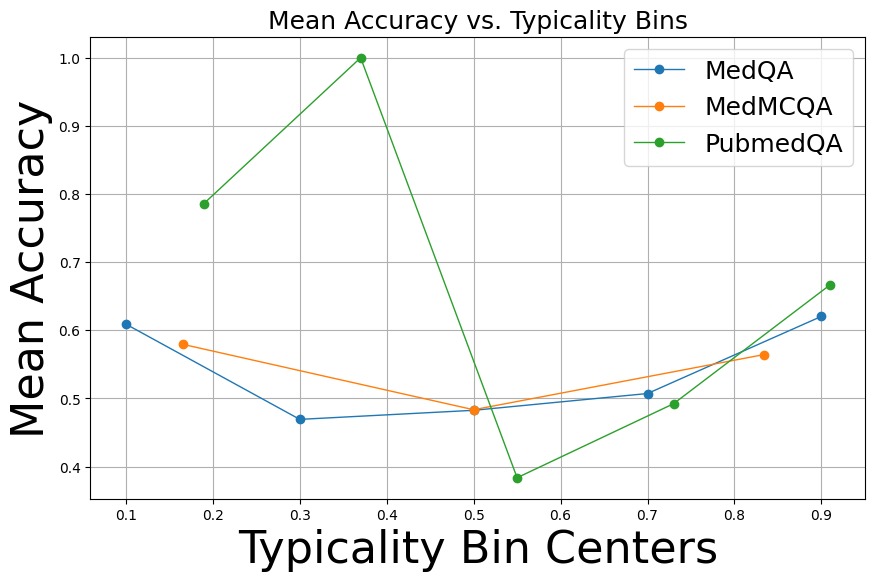 Mean Accuracy vs. Typicality Bins
Mean Accuracy
1.0
0.9
0.8
0.7
0.6
0.5
0.4
MedQA
MedMCQA
PubmedQA
0.1 0.2 0.3 0.4 0.5 0.6 0.7 0.8 0.9
Typicality Bin Centers